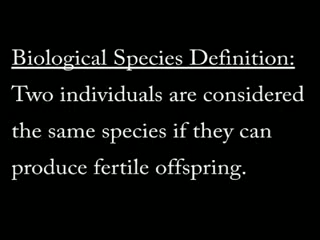 Biological Species Definition:
Two individuals are considered
the same species if they can
produce fertile offspring.